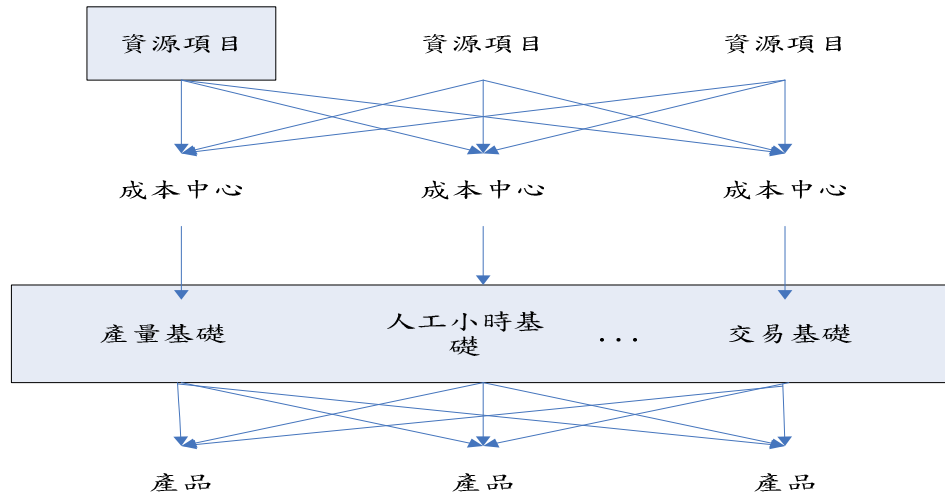 資源項目 資源項目 資源項目
成本中心 成本中心 成本中心
產量基礎 人工小時基礎 ... 交易基礎
產品 產品 產品